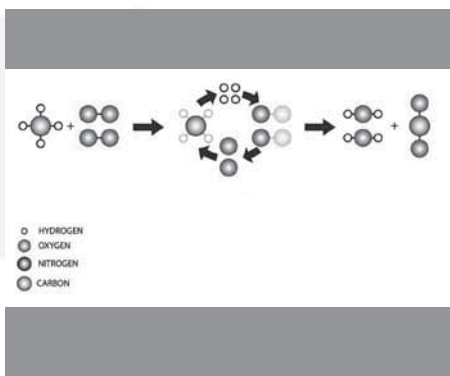 +
+
HYDROGEN
OXYGEN
NITROGEN
CARBON